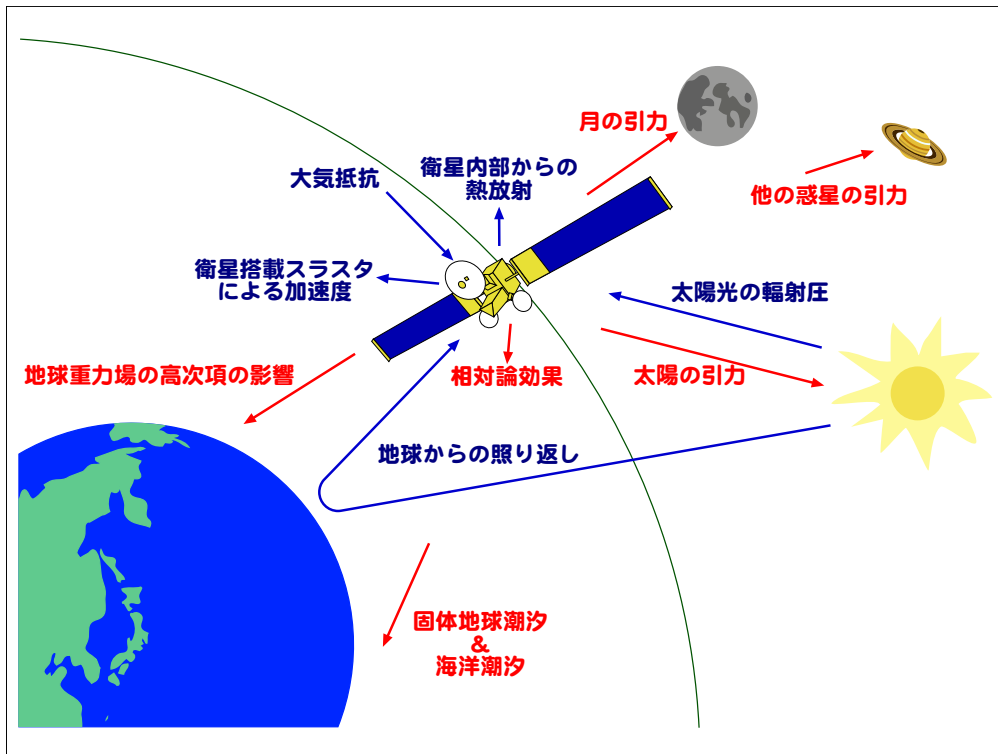 月の引力
他の惑星の引力
衛星内部からの
熱放射
大気抵抗
衛星搭載スラスタ
による加速度
太陽光の輻射圧
地球重力場の高次項の影響
相対論効果
太陽の引力
地球からの照り返し
固体地球潮汐
&
海洋潮汐